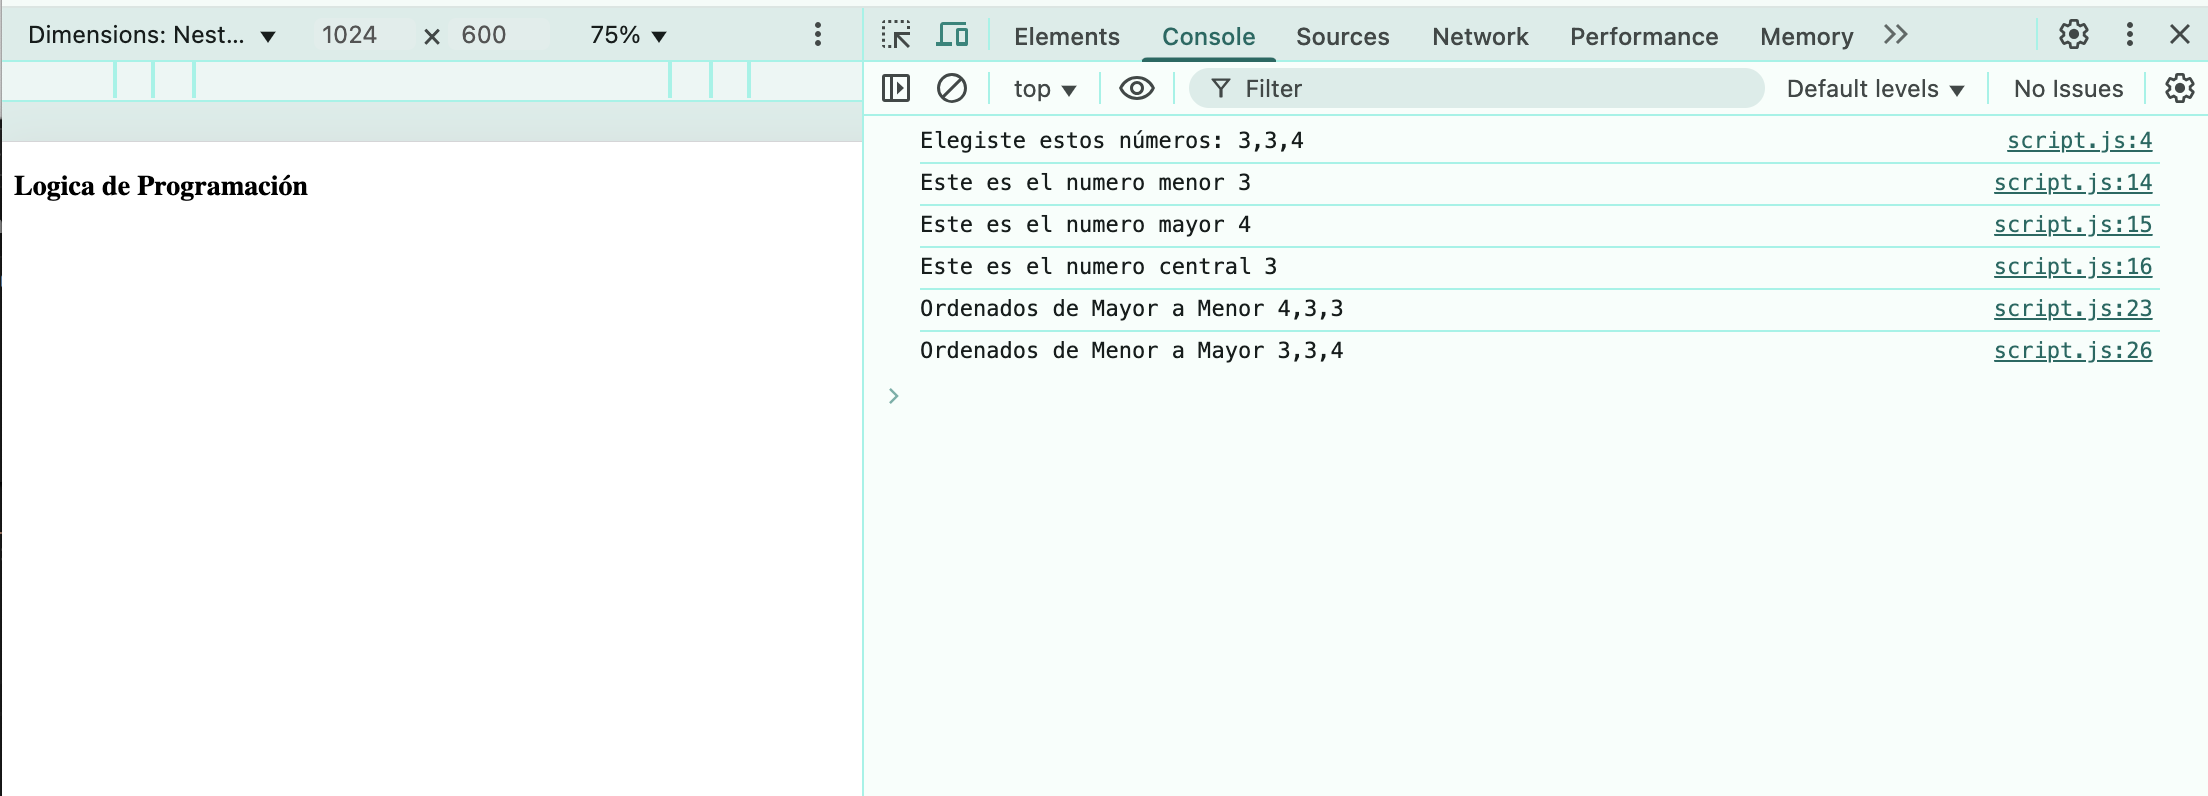 Dimensions: Nest... ▼ 1024 × 600 75% ▼
Elements Console Sources Network Performance Memory
top ▼ Filter Default levels ▼ No Issues
Logica de Programación
Elegiste estos números: 3,3,4 script.js:4
Este es el numero menor 3 script.js:14
Este es el numero mayor 4 script.js:15
Este es el numero central 3 script.js:16
Ordenados de Mayor a Menor 4,3,3 script.js:23
Ordenados de Menor a Mayor 3,3,4 script.js:26